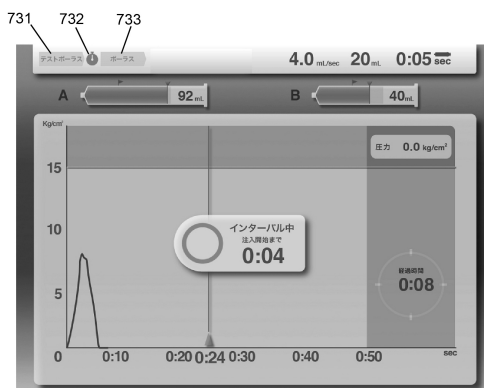 731 732 733
テストボーラス ボーラス 4.0 mL/sec 20 mL 0:05 sec
A 92 mL B 40 mL
Kg/cm²
圧力 0.0 kg/cm²
15
10
インターバル中
注入開始まで
0:04
経過時間
0:08
5
0 0:10 0:20 0:24 0:30 0:40 0:50 sec